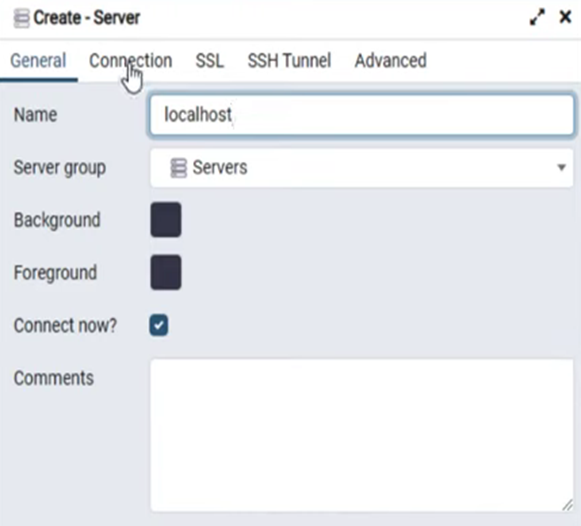 Create - Server
General Connection SSL SSH Tunnel Advanced
Name localhost
Server group Servers
Background
Foreground
Connect now?
Comments